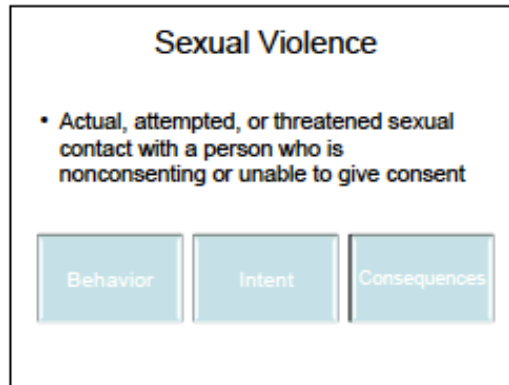 Sexual Violence
• Actual, attempted, or threatened sexual
contact with a person who is
nonconsenting or unable to give consent
Behavior Intent Consequences